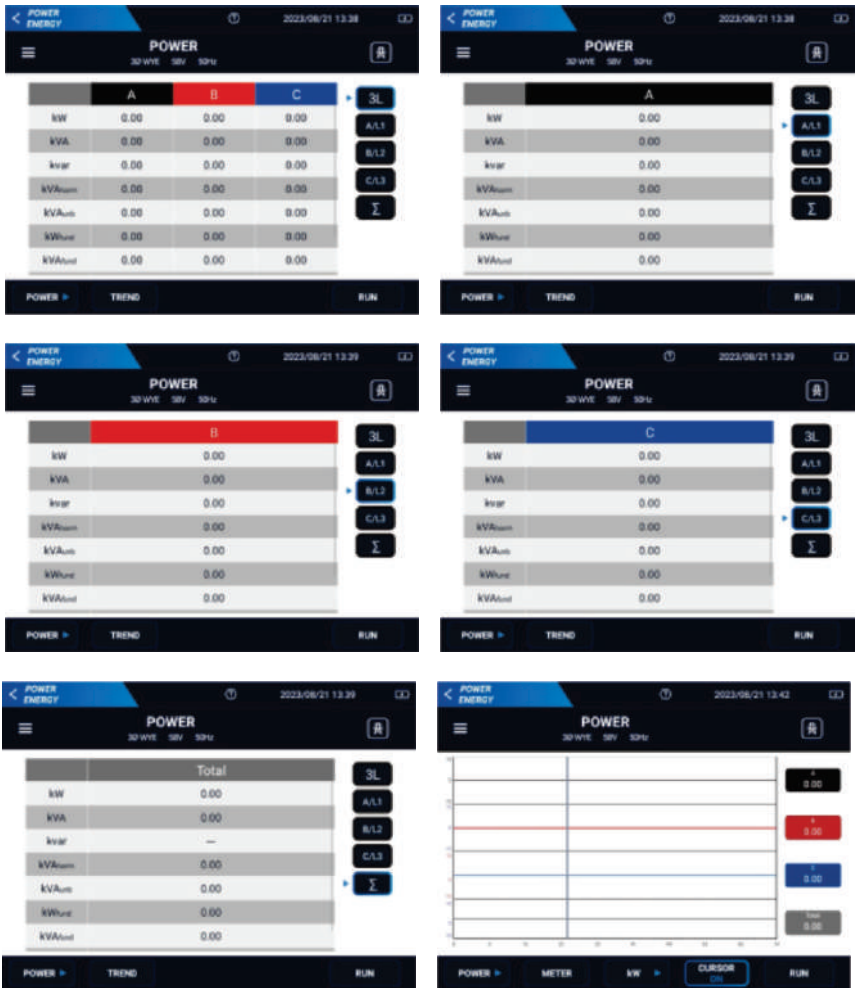 POWER ENERGY 2023/08/21 13:38
POWER
3Ø WYE 58V 50Hz
A B C
3L
kW 0.00 0.00 0.00
A/L1
kVA 0.00 0.00 0.00
B/L2
kvar 0.00 0.00 0.00
C/L3
kVAharm 0.00 0.00 0.00
Σ
kVAunb 0.00 0.00 0.00
kWfund 0.00 0.00 0.00
kVAfund 0.00 0.00 0.00
POWER TREND RUN
POWER ENERGY 2023/08/21 13:38
POWER
3Ø WYE 58V 50Hz
A
3L
kW 0.00
A/L1
kVA 0.00
B/L2
kvar 0.00
C/L3
kVAharm 0.00
Σ
kVAunb 0.00
kWfund 0.00
kVAfund 0.00
POWER TREND RUN
POWER ENERGY 2023/08/21 13:39
POWER
3Ø WYE 58V 50Hz
B
3L
kW 0.00
A/L1
kVA 0.00
B/L2
kvar 0.00
C/L3
kVAharm 0.00
Σ
kVAunb 0.00
kWfund 0.00
kVAfund 0.00
POWER TREND RUN
POWER ENERGY 2023/08/21 13:39
POWER
3Ø WYE 58V 50Hz
C
3L
kW 0.00
A/L1
kVA 0.00
B/L2
kvar 0.00
C/L3
kVAharm 0.00
Σ
kVAunb 0.00
kWfund 0.00
kVAfund 0.00
POWER TREND RUN
POWER ENERGY 2023/08/21 13:39
POWER
3Ø WYE 58V 50Hz
Total
3L
kW 0.00
A/L1
kVA 0.00
B/L2
kvar —
C/L3
kVAharm 0.00
Σ
kVAunb 0.00
kWfund 0.00
kVAfund 0.00
POWER TREND RUN
POWER ENERGY 2023/08/21 13:42
POWER
3Ø WYE 58V 50Hz
A
0.00
0.00
C
0.00
Total
0.00
POWER METER kW CURSOR ON RUN